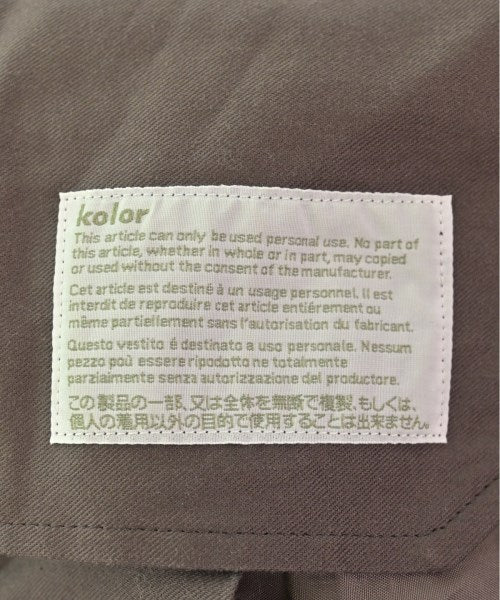 kolor
This article can only be used personal use. No part of
this article, whether in whole or in part, may copied
or used without the consent of the manufacturer.
Cet article est destiné à un usage personnel. Il est
interdit de reproduire cet article entiérement ou
même partiellement sans l'autorisation du fabricant.
Questo vestito é destinato a uso personale. Nessum
pezzo poù essere ripodotto ne totalmente
parzialmente senza autorizzazione del productore.
この製品の一部、又は全体を無断で複製、もしくは、
個人の着用以外の目的で使用することは出来ません。